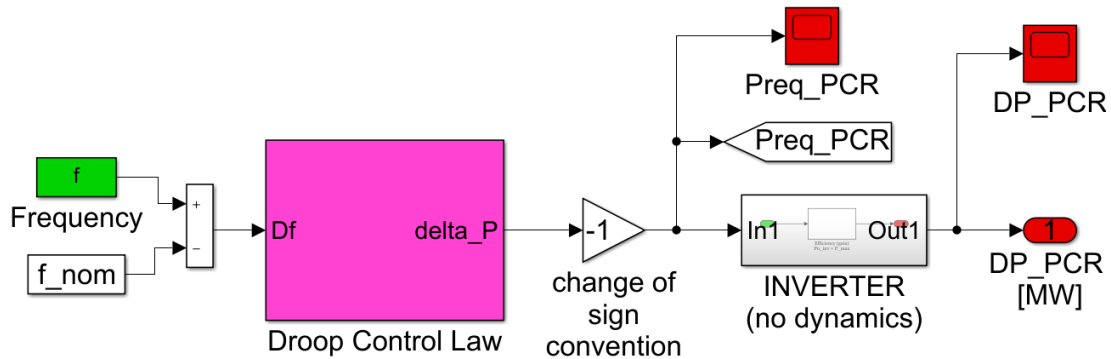 Preq_PCR
DP_PCR
Preq_PCR
f
Frequency
+
−
f_nom
Df
delta_P
Droop Control Law
-1
change of
sign
convention
In1
Out1
INVERTER
(no dynamics)
1
DP_PCR
[MW]